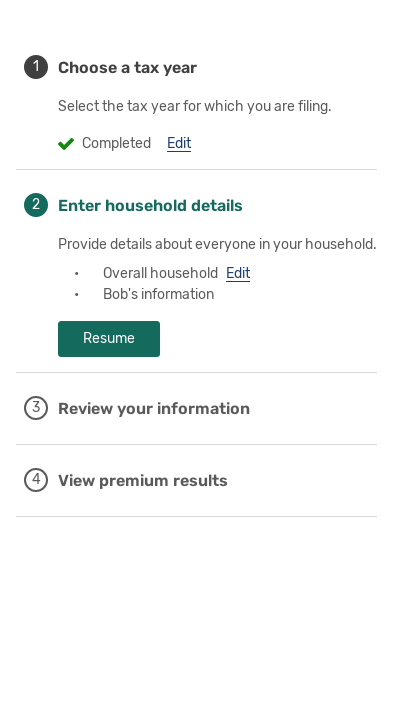 1 Choose a tax year
Select the tax year for which you are filing.
Completed Edit
2 Enter household details
Provide details about everyone in your household.
• Overall household Edit
• Bob's information
Resume
3 Review your information
4 View premium results